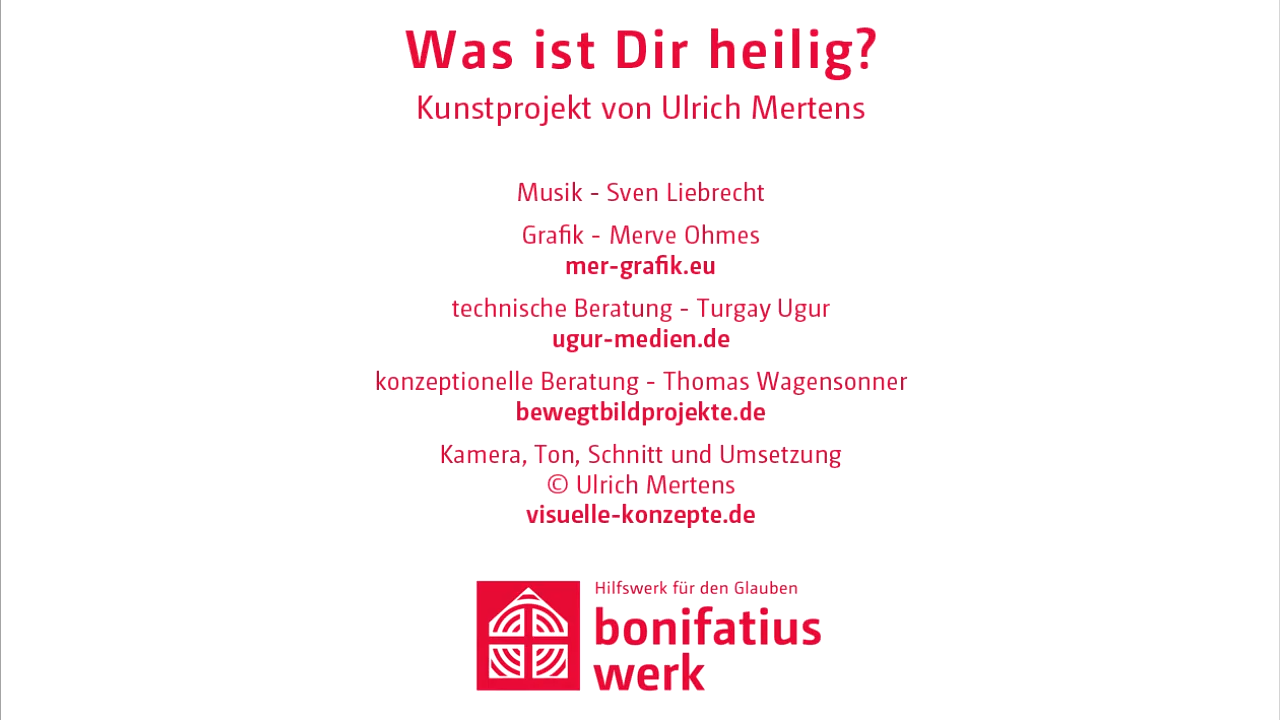 Was ist Dir heilig?
Kunstprojekt von Ulrich Mertens
Musik - Sven Liebrecht
Grafik - Merve Ohmes
mer-grafik.eu
technische Beratung - Turgay Ugur
ugur-medien.de
konzeptionelle Beratung - Thomas Wagensonner
bewegtbildprojekte.de
Kamera, Ton, Schnitt und Umsetzung
© Ulrich Mertens
visuelle-konzepte.de
Hilfswerk für den Glauben
bonifatius
werk